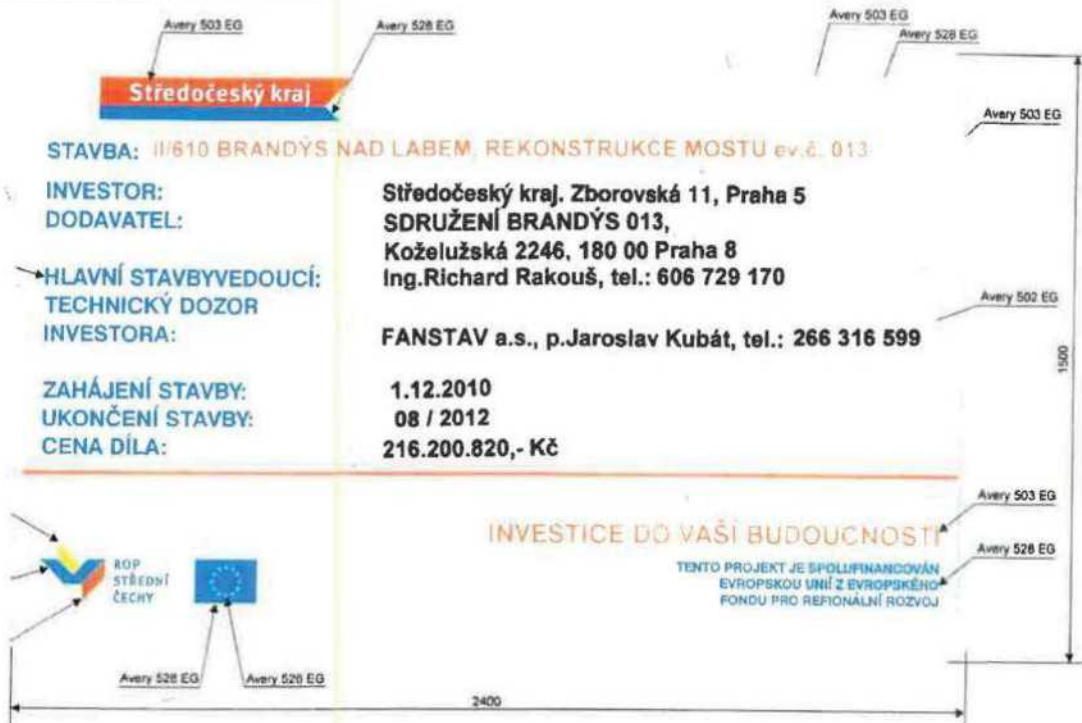 Avery 503 EG
Avery 528 EG
Avery 503 EG
Avery 528 EG
Středočeský kraj
Avery 503 EG
STAVBA: II/610 BRANDÝS NAD LABEM, REKONSTRUKCE MOSTU ev.č. 013
INVESTOR: Středočeský kraj. Zborovská 11, Praha 5
DODAVATEL: SDRUŽENÍ BRANDÝS 013,
Koželužská 2246, 180 00 Praha 8
HLAVNÍ STAVBYVEDOUCÍ: Ing.Richard Rakouš, tel.: 606 729 170
TECHNICKÝ DOZOR
INVESTORA: FANSTAV a.s., p.Jaroslav Kubát, tel.: 266 316 599
Avery 502 EG
1500
ZAHÁJENÍ STAVBY: 1.12.2010
UKONČENÍ STAVBY: 08 / 2012
CENA DÍLA: 216.200.820,- Kč
Avery 503 EG
INVESTICE DO VAŠÍ BUDOUCNOSTI
Avery 528 EG
ROP
STŘEDNÍ
ČECHY
TENTO PROJEKT JE SPOLUFINANCOVÁN
EVROPSKOU UNIÍ Z EVROPSKÉHO
FONDU PRO REFIONÁLNÍ ROZVOJ
Avery 528 EG
Avery 526 EG
2400